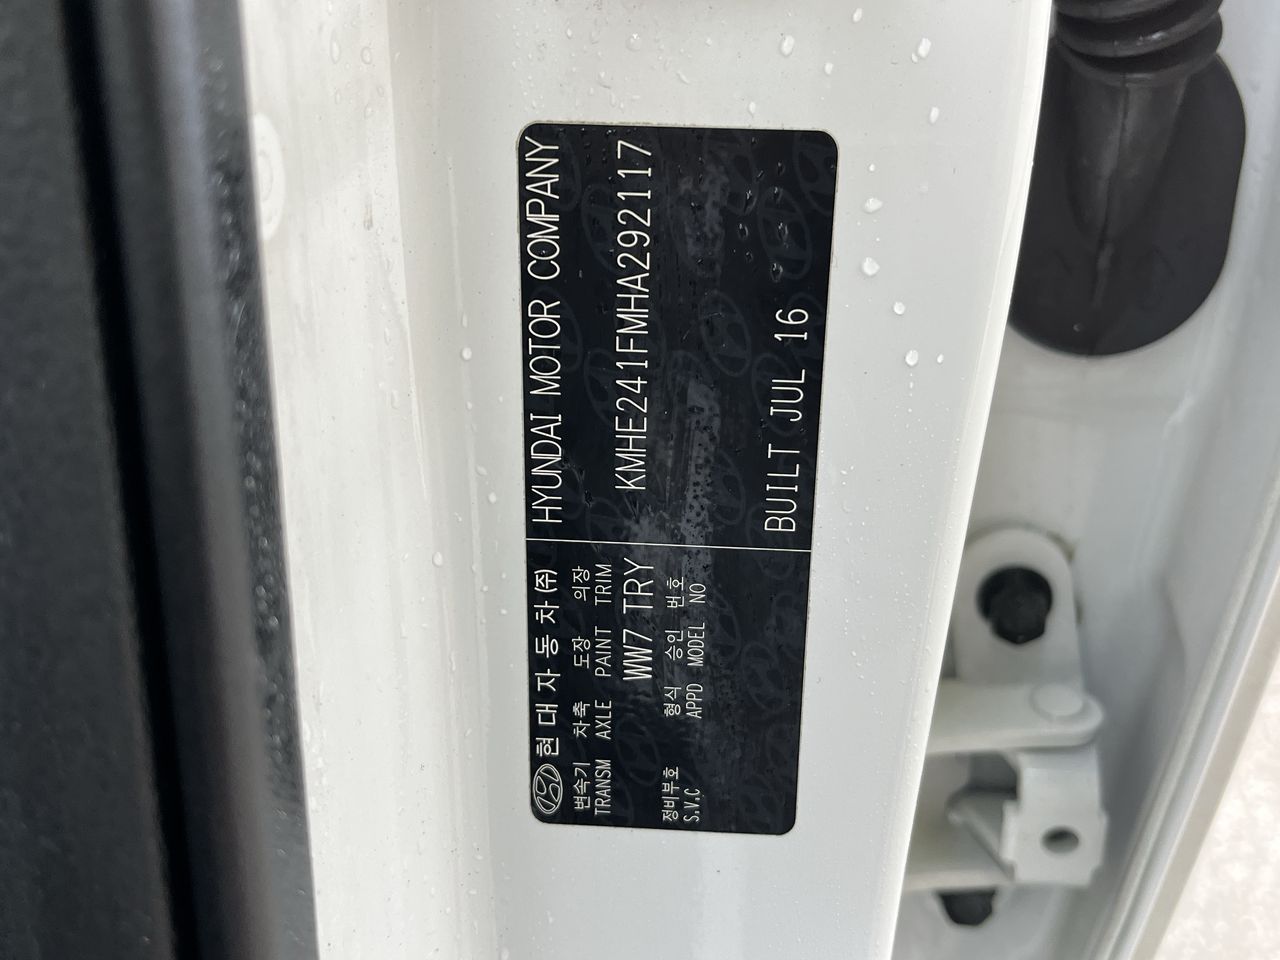 현대자동차(주) HYUNDAI MOTOR COMPANY
변속기 차축 도장 의장
TRANSM AXLE PAINT TRIM
WW7 TRY KMHE241FMHA292117
정비부호 형식 승인 번호
S.V.C APPD MODEL NO
BUILT JUL 16